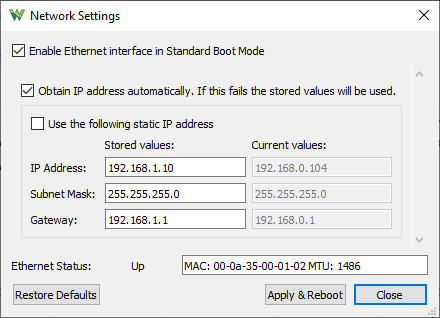 Network Settings
Enable Ethernet interface in Standard Boot Mode
Obtain IP address automatically. If this fails the stored values will be used.
Use the following static IP address
Stored values: Current values:
IP Address: 192.168.1.10 192.168.0.104
Subnet Mask: 255.255.255.0 255.255.255.0
Gateway: 192.168.1.1 192.168.0.1
Ethernet Status: Up MAC: 00-0a-35-00-01-02 MTU: 1486
Restore Defaults Apply & Reboot Close